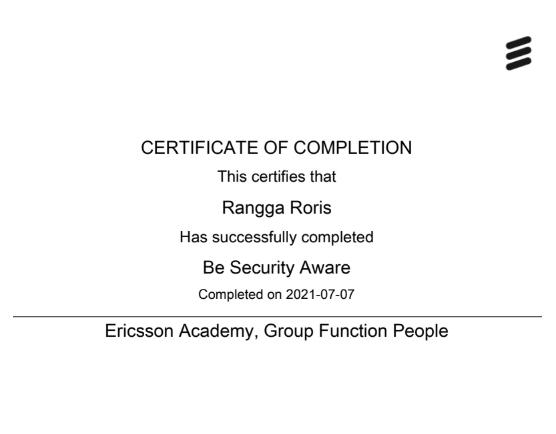 CERTIFICATE OF COMPLETION
This certifies that
Rangga Roris
Has successfully completed
Be Security Aware
Completed on 2021-07-07
Ericsson Academy, Group Function People